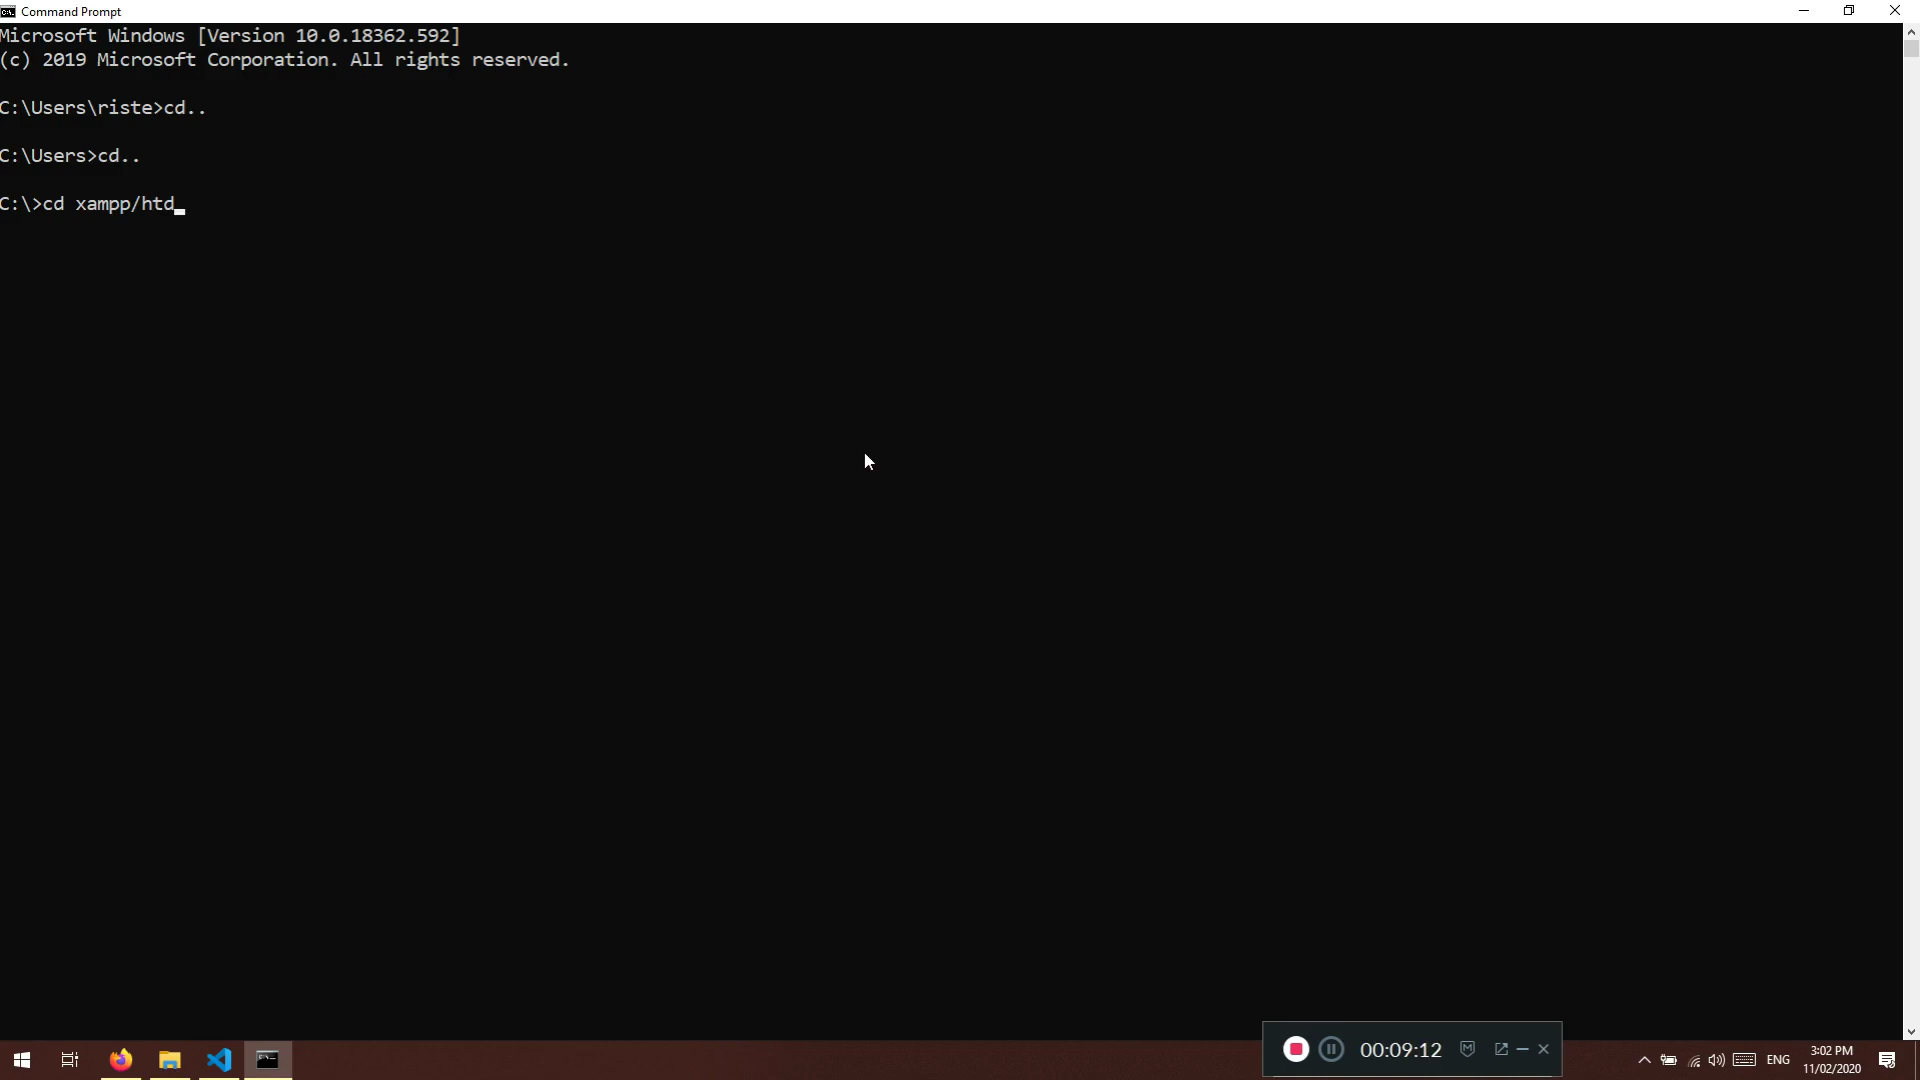 Command Prompt
Microsoft Windows [Version 10.0.18362.592]
(c) 2019 Microsoft Corporation. All rights reserved.
C:\Users\riste>cd..
C:\Users>cd..
C:\>cd xampp/htd_
00:09:12
ENG
3:02 PM
11/02/2020